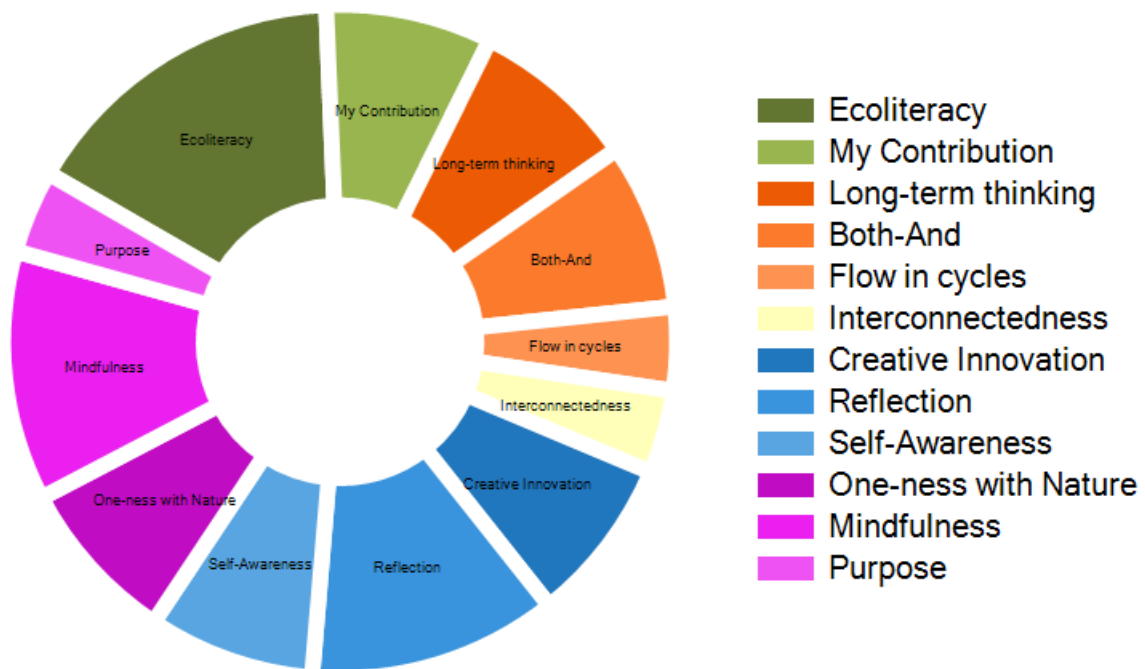 Ecoliteracy
My Contribution
Long-term thinking
Both-And
Flow in cycles
Interconnectedness
Creative Innovation
Reflection
Self-Awareness
One-ness with Nature
Mindfulness
Purpose
Ecoliteracy
My Contribution
Long-term thinking
Both-And
Flow in cycles
Interconnectedness
Creative Innovation
Reflection
Self-Awareness
One-ness with Nature
Mindfulness
Purpose